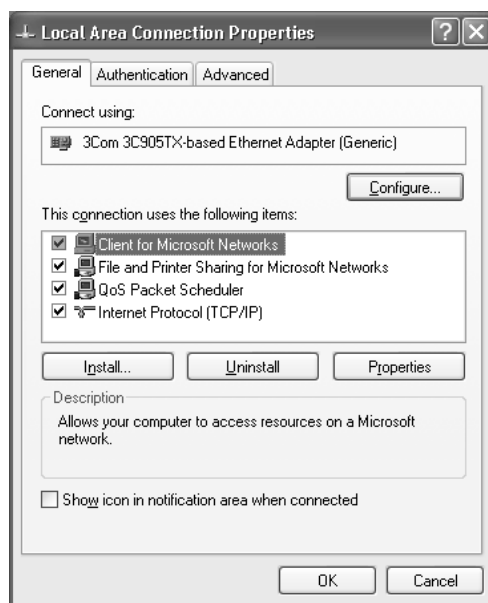 Local Area Connection Properties
General Authentication Advanced
Connect using:
3Com 3C905TX-based Ethernet Adapter (Generic)
Configure...
This connection uses the following items:
Client for Microsoft Networks
File and Printer Sharing for Microsoft Networks
QoS Packet Scheduler
Internet Protocol (TCP/IP)
Install... Uninstall Properties
Description
Allows your computer to access resources on a Microsoft
network.
Show icon in notification area when connected
OK Cancel